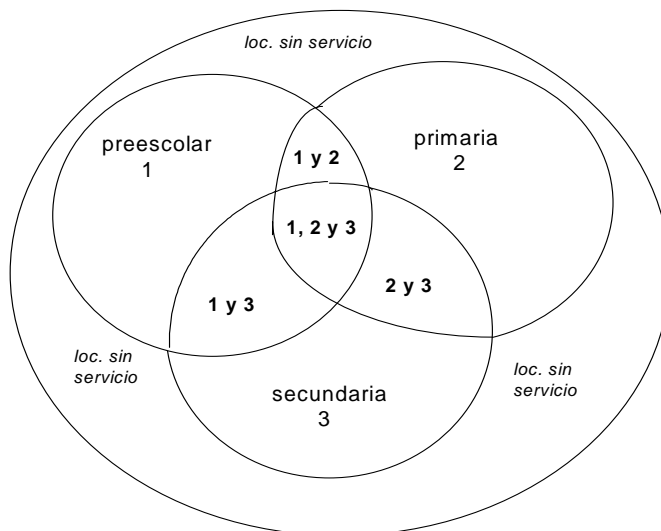 loc. sin servicio
preescolar
1
primaria
2
1 y 2
1, 2 y 3
1 y 3
2 y 3
loc. sin
servicio
loc. sin
servicio
secundaria
3